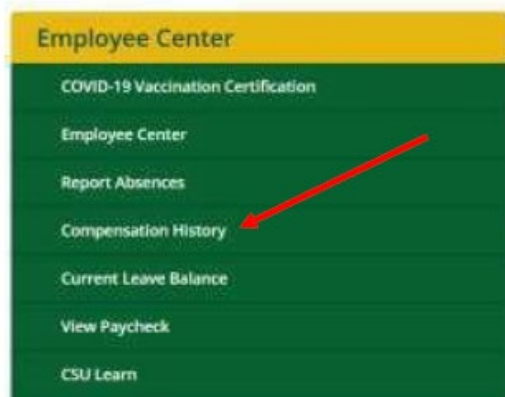 Employee Center
COVID-19 Vaccination Certification
Employee Center
Report Absences
Compensation History
Current Leave Balance
View Paycheck
CSU Learn